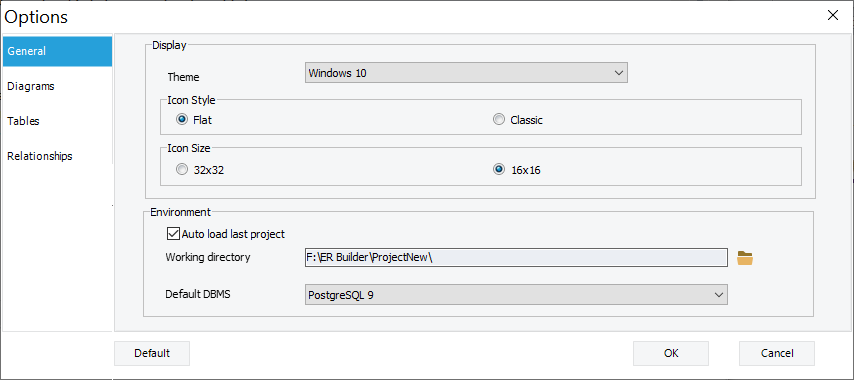 Options
General
Diagrams
Tables
Relationships
Display
Theme
Windows 10
Icon Style
Flat
Classic
Icon Size
32x32
16x16
Environment
Auto load last project
Working directory
F:\ER Builder\ProjectNew\
Default DBMS
PostgreSQL 9
Default
OK
Cancel